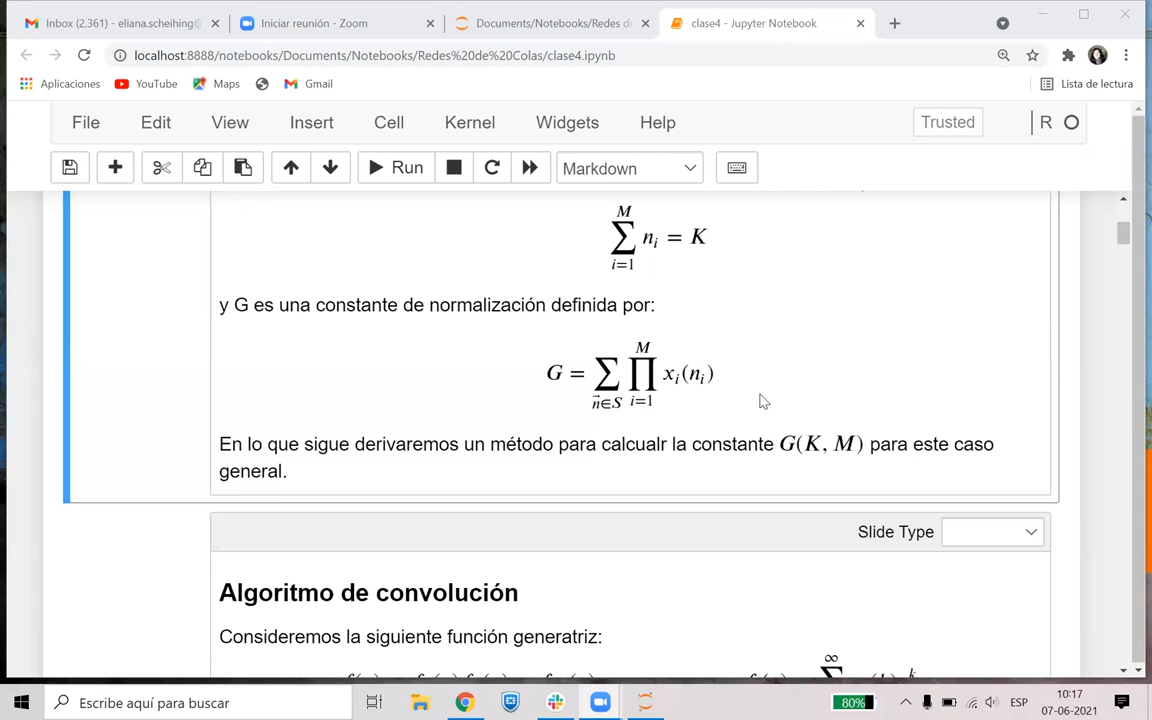 Inbox (2,361) - eliana.scheihing@
Iniciar reunión - Zoom
Documents/Notebooks/Redes d
clase4 - Jupyter Notebook
localhost:8888/notebooks/Documents/Notebooks/Redes%20de%20Colas/clase4.ipynb
Aplicaciones YouTube Maps Gmail Lista de lectura
File Edit View Insert Cell Kernel Widgets Help Trusted R
Run Markdown
M
∑ nᵢ = K
i=1
y G es una constante de normalización definida por:
M
G = ∑ ∏ xᵢ(nᵢ)
n⃗∈S i=1
En lo que sigue derivaremos un método para calcualr la constante G(K, M) para este caso
general.
Slide Type
Algoritmo de convolución
Consideremos la siguiente función generatriz:
∞
Escribe aquí para buscar
80%
ESP
10:17
07-06-2021